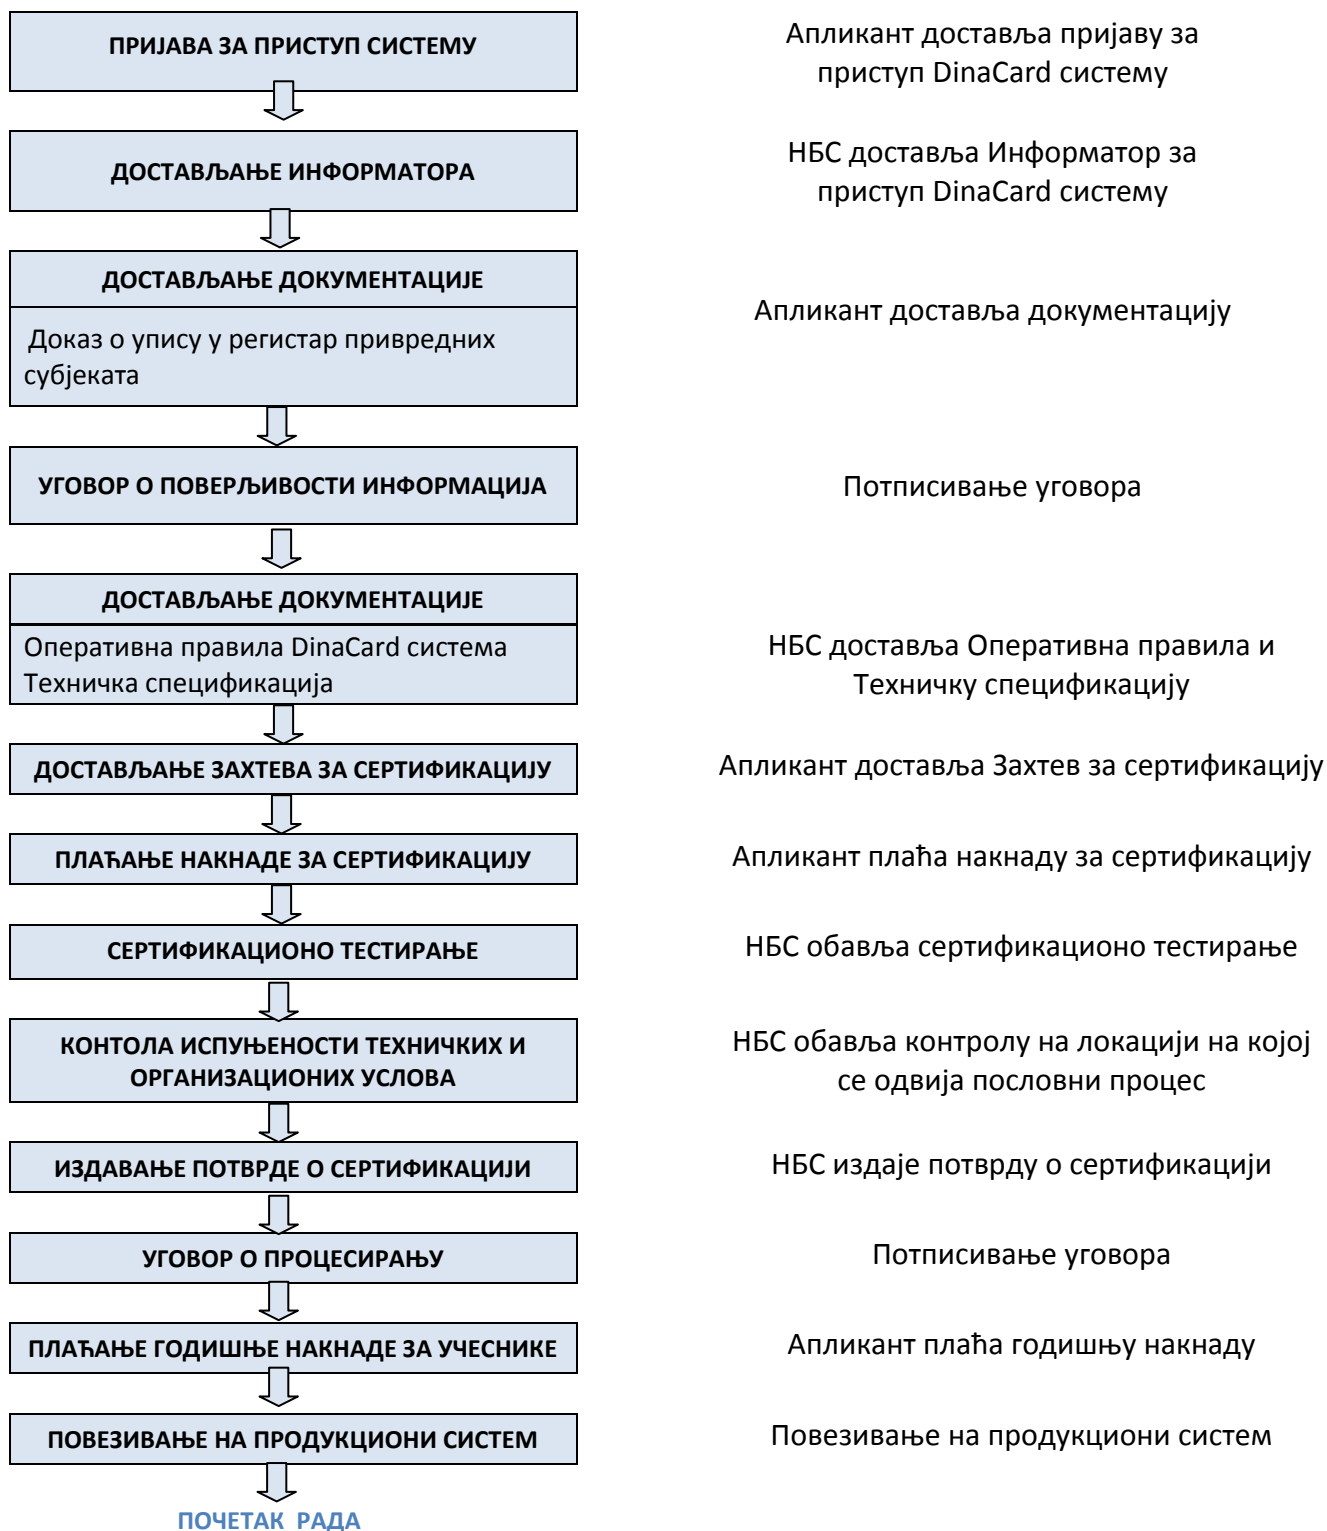 ПРИЈАВА ЗА ПРИСТУП СИСТЕМУ
Апликант доставља пријаву за
приступ DinaCard систему
ДОСТАВЉАЊЕ ИНФОРМАТОРА
НБС доставља Информатор за
приступ DinaCard систему
ДОСТАВЉАЊЕ ДОКУМЕНТАЦИЈЕ
Доказ о упису у регистар привредних
субјеката
Апликант доставља документацију
УГОВОР О ПОВЕРЉИВОСТИ ИНФОРМАЦИЈА
Потписивање уговора
ДОСТАВЉАЊЕ ДОКУМЕНТАЦИЈЕ
Оперативна правила DinaCard система
Техничка спецификација
НБС доставља Оперативна правила и
Техничку спецификацију
ДОСТАВЉАЊЕ ЗАХТЕВА ЗА СЕРТИФИКАЦИЈУ
Апликант доставља Захтев за сертификацију
ПЛАЋАЊЕ НАКНАДЕ ЗА СЕРТИФИКАЦИЈУ
Апликант плаћа накнаду за сертификацију
СЕРТИФИКАЦИОНО ТЕСТИРАЊЕ
НБС обавља сертификационо тестирање
КОНТОЛА ИСПУЊЕНОСТИ ТЕХНИЧКИХ И
ОРГАНИЗАЦИОНИХ УСЛОВА
НБС обавља контролу на локацији на којој
се одвија пословни процес
ИЗДАВАЊЕ ПОТВРДЕ О СЕРТИФИКАЦИЈИ
НБС издаје потврду о сертификацији
УГОВОР О ПРОЦЕСИРАЊУ
Потписивање уговора
ПЛАЋАЊЕ ГОДИШЊЕ НАКНАДЕ ЗА УЧЕСНИКЕ
Апликант плаћа годишњу накнаду
ПОВЕЗИВАЊЕ НА ПРОДУКЦИОНИ СИСТЕМ
Повезивање на продукциони систем
ПОЧЕТАК РАДА